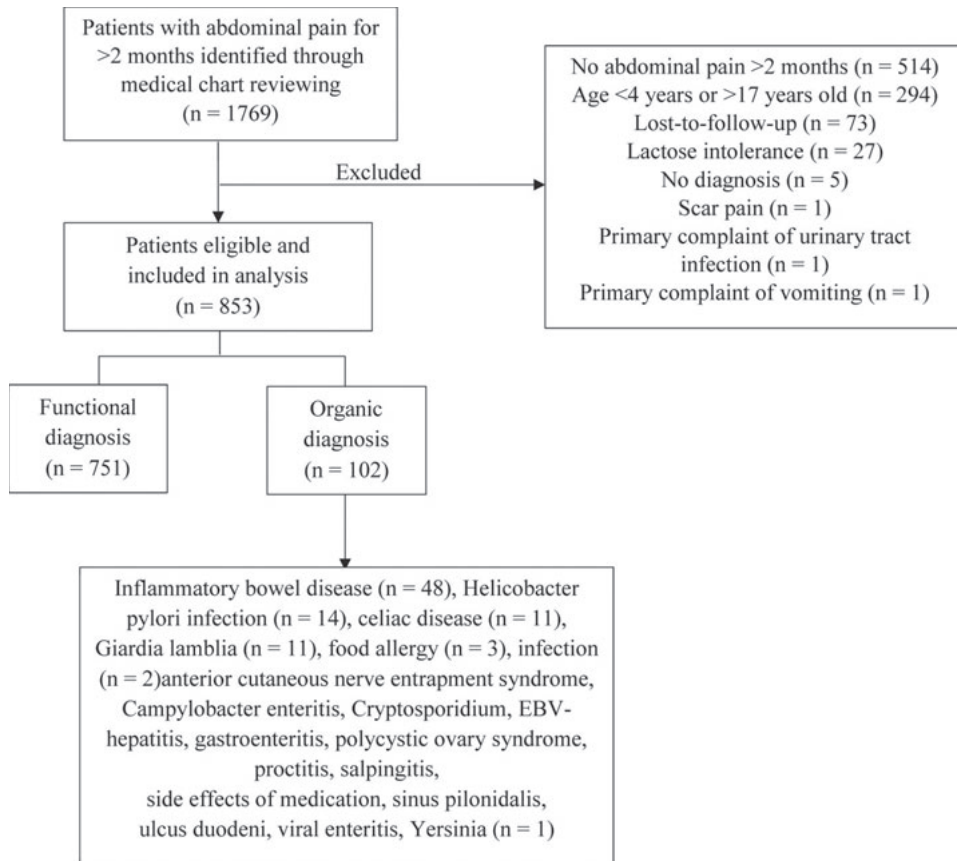 Patients with abdominal pain for
>2 months identified through
medical chart reviewing
(n = 1769)
Excluded
No abdominal pain >2 months (n = 514)
Age <4 years or >17 years old (n = 294)
Lost-to-follow-up (n = 73)
Lactose intolerance (n = 27)
No diagnosis (n = 5)
Scar pain (n = 1)
Primary complaint of urinary tract
infection (n = 1)
Primary complaint of vomiting (n = 1)
Patients eligible and
included in analysis
(n = 853)
Functional
diagnosis
(n = 751)
Organic
diagnosis
(n = 102)
Inflammatory bowel disease (n = 48), Helicobacter
pylori infection (n = 14), celiac disease (n = 11),
Giardia lamblia (n = 11), food allergy (n = 3), infection
(n = 2)anterior cutaneous nerve entrapment syndrome,
Campylobacter enteritis, Cryptosporidium, EBV-
hepatitis, gastroenteritis, polycystic ovary syndrome,
proctitis, salpingitis,
side effects of medication, sinus pilonidalis,
ulcus duodeni, viral enteritis, Yersinia (n = 1)